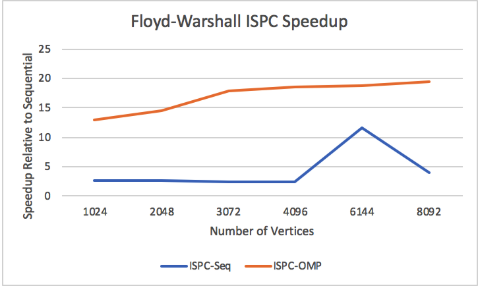 Floyd-Warshall ISPC Speedup
Speedup Relative to Sequential
25
20
15
10
5
0
1024 2048 3072 4096 6144 8092
Number of Vertices
ISPC-Seq ISPC-OMP